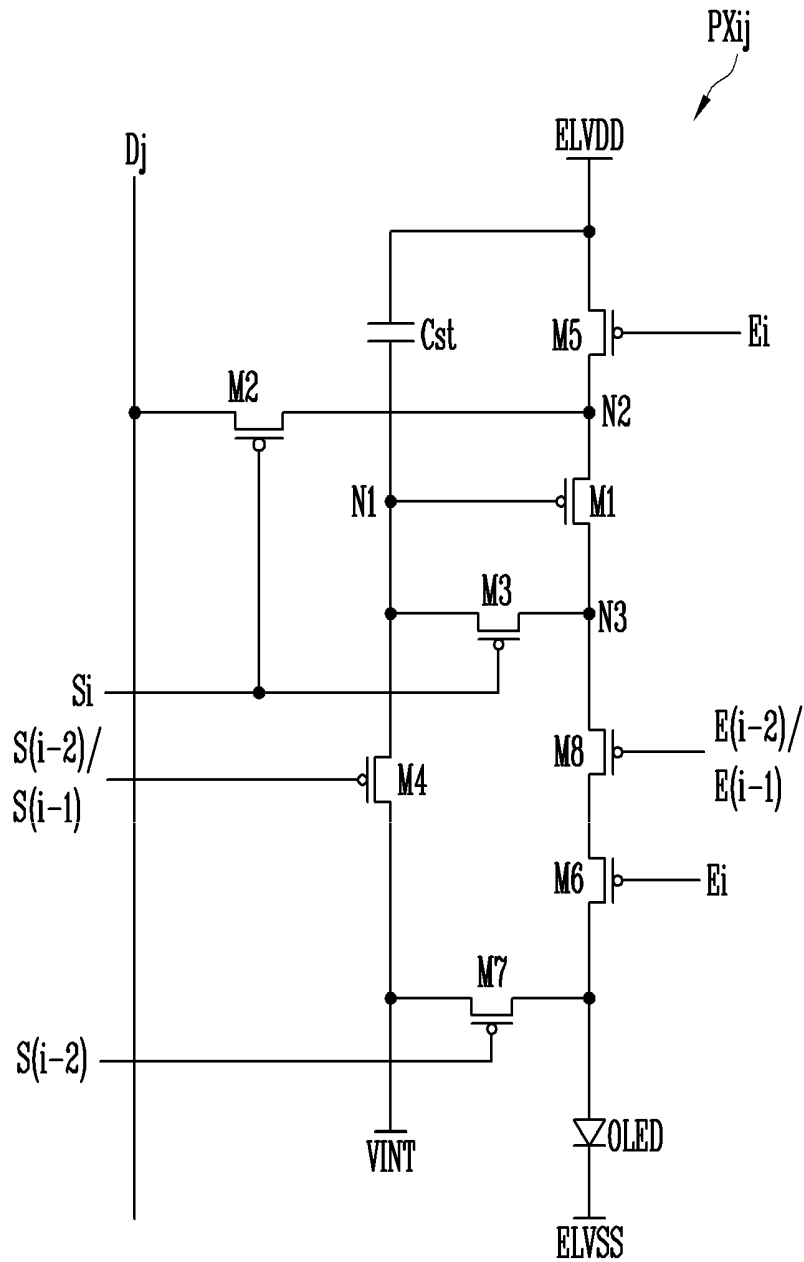 PXij
ELVDD
Dj
M5
Ei
Cst
M2
N2
N1
M1
M3
N3
Si
S(i-2)/
S(i-1)
M4
M8
E(i-2)/
E(i-1)
M6
Ei
M7
S(i-2)
VINT
OLED
ELVSS